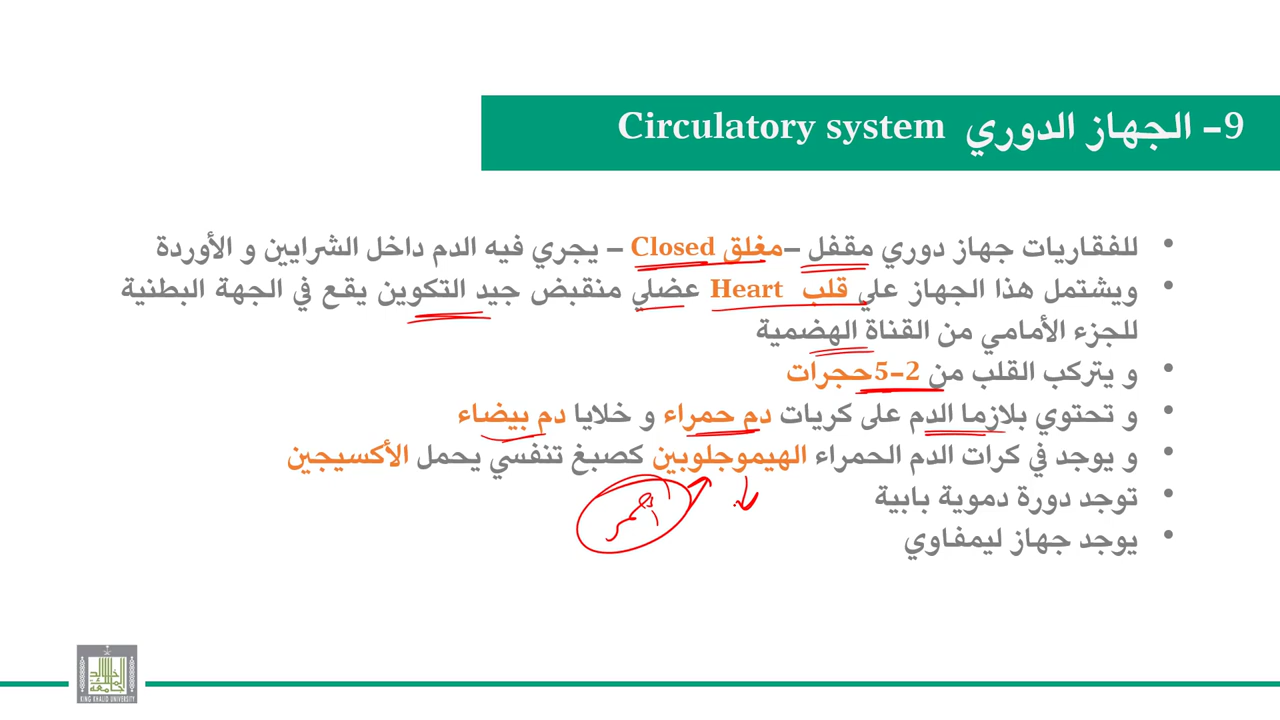 9- الجهاز الدوري Circulatory system
• للفقاريات جهاز دوري مقفل –مغلق Closed – يجري فيه الدم داخل الشرايين و الأوردة
• ويشتمل هذا الجهاز علي قلب Heart عضلي منقبض جيد التكوين يقع في الجهة البطنية
للجزء الأمامي من القناة الهضمية
• و يتركب القلب من 2-5حجرات
• و تحتوي بلازما الدم على كريات دم حمراء و خلايا دم بيضاء
• و يوجد في كرات الدم الحمراء الهيموجلوبين كصبغ تنفسي يحمل الأكسيجين
• توجد دورة دموية بابية
• يوجد جهاز ليمفاوي
KING KHALID UNIVERSITY